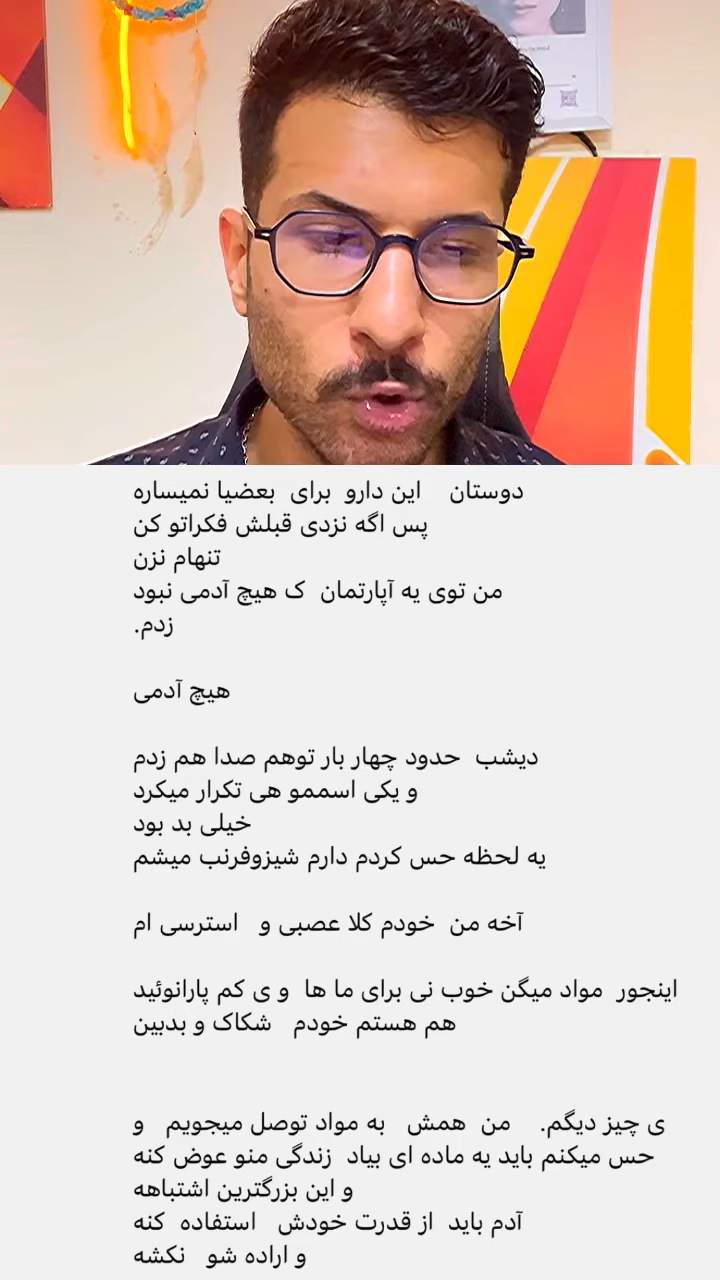 دوستان این دارو برای بعضیا نمیسازه
پس اگه نزدی قبلش فکراتو کن
تنهام نزن
من توی یه آپارتمان ک هیچ آدمی نبود
زدم.
هیچ آدمی
دیشب حدود چهار بار توهم صدا هم زدم
و یکی اسممو هی تکرار میکرد
خیلی بد بود
یه لحظه حس کردم دارم شیزوفرنب میشم
آخه من خودم کلا عصبی و استرسی ام
اینجور مواد میگن خوب نی برای ما ها و ی کم پارانوئید
هم هستم خودم شکاک و بدبین
ی چیز دیگم. من همش به مواد توصل میجویم و
حس میکنم باید یه ماده ای بیاد زندگی منو عوض کنه
و این بزرگترین اشتباهه
آدم باید از قدرت خودش استفاده کنه
و اراده شو نکشه